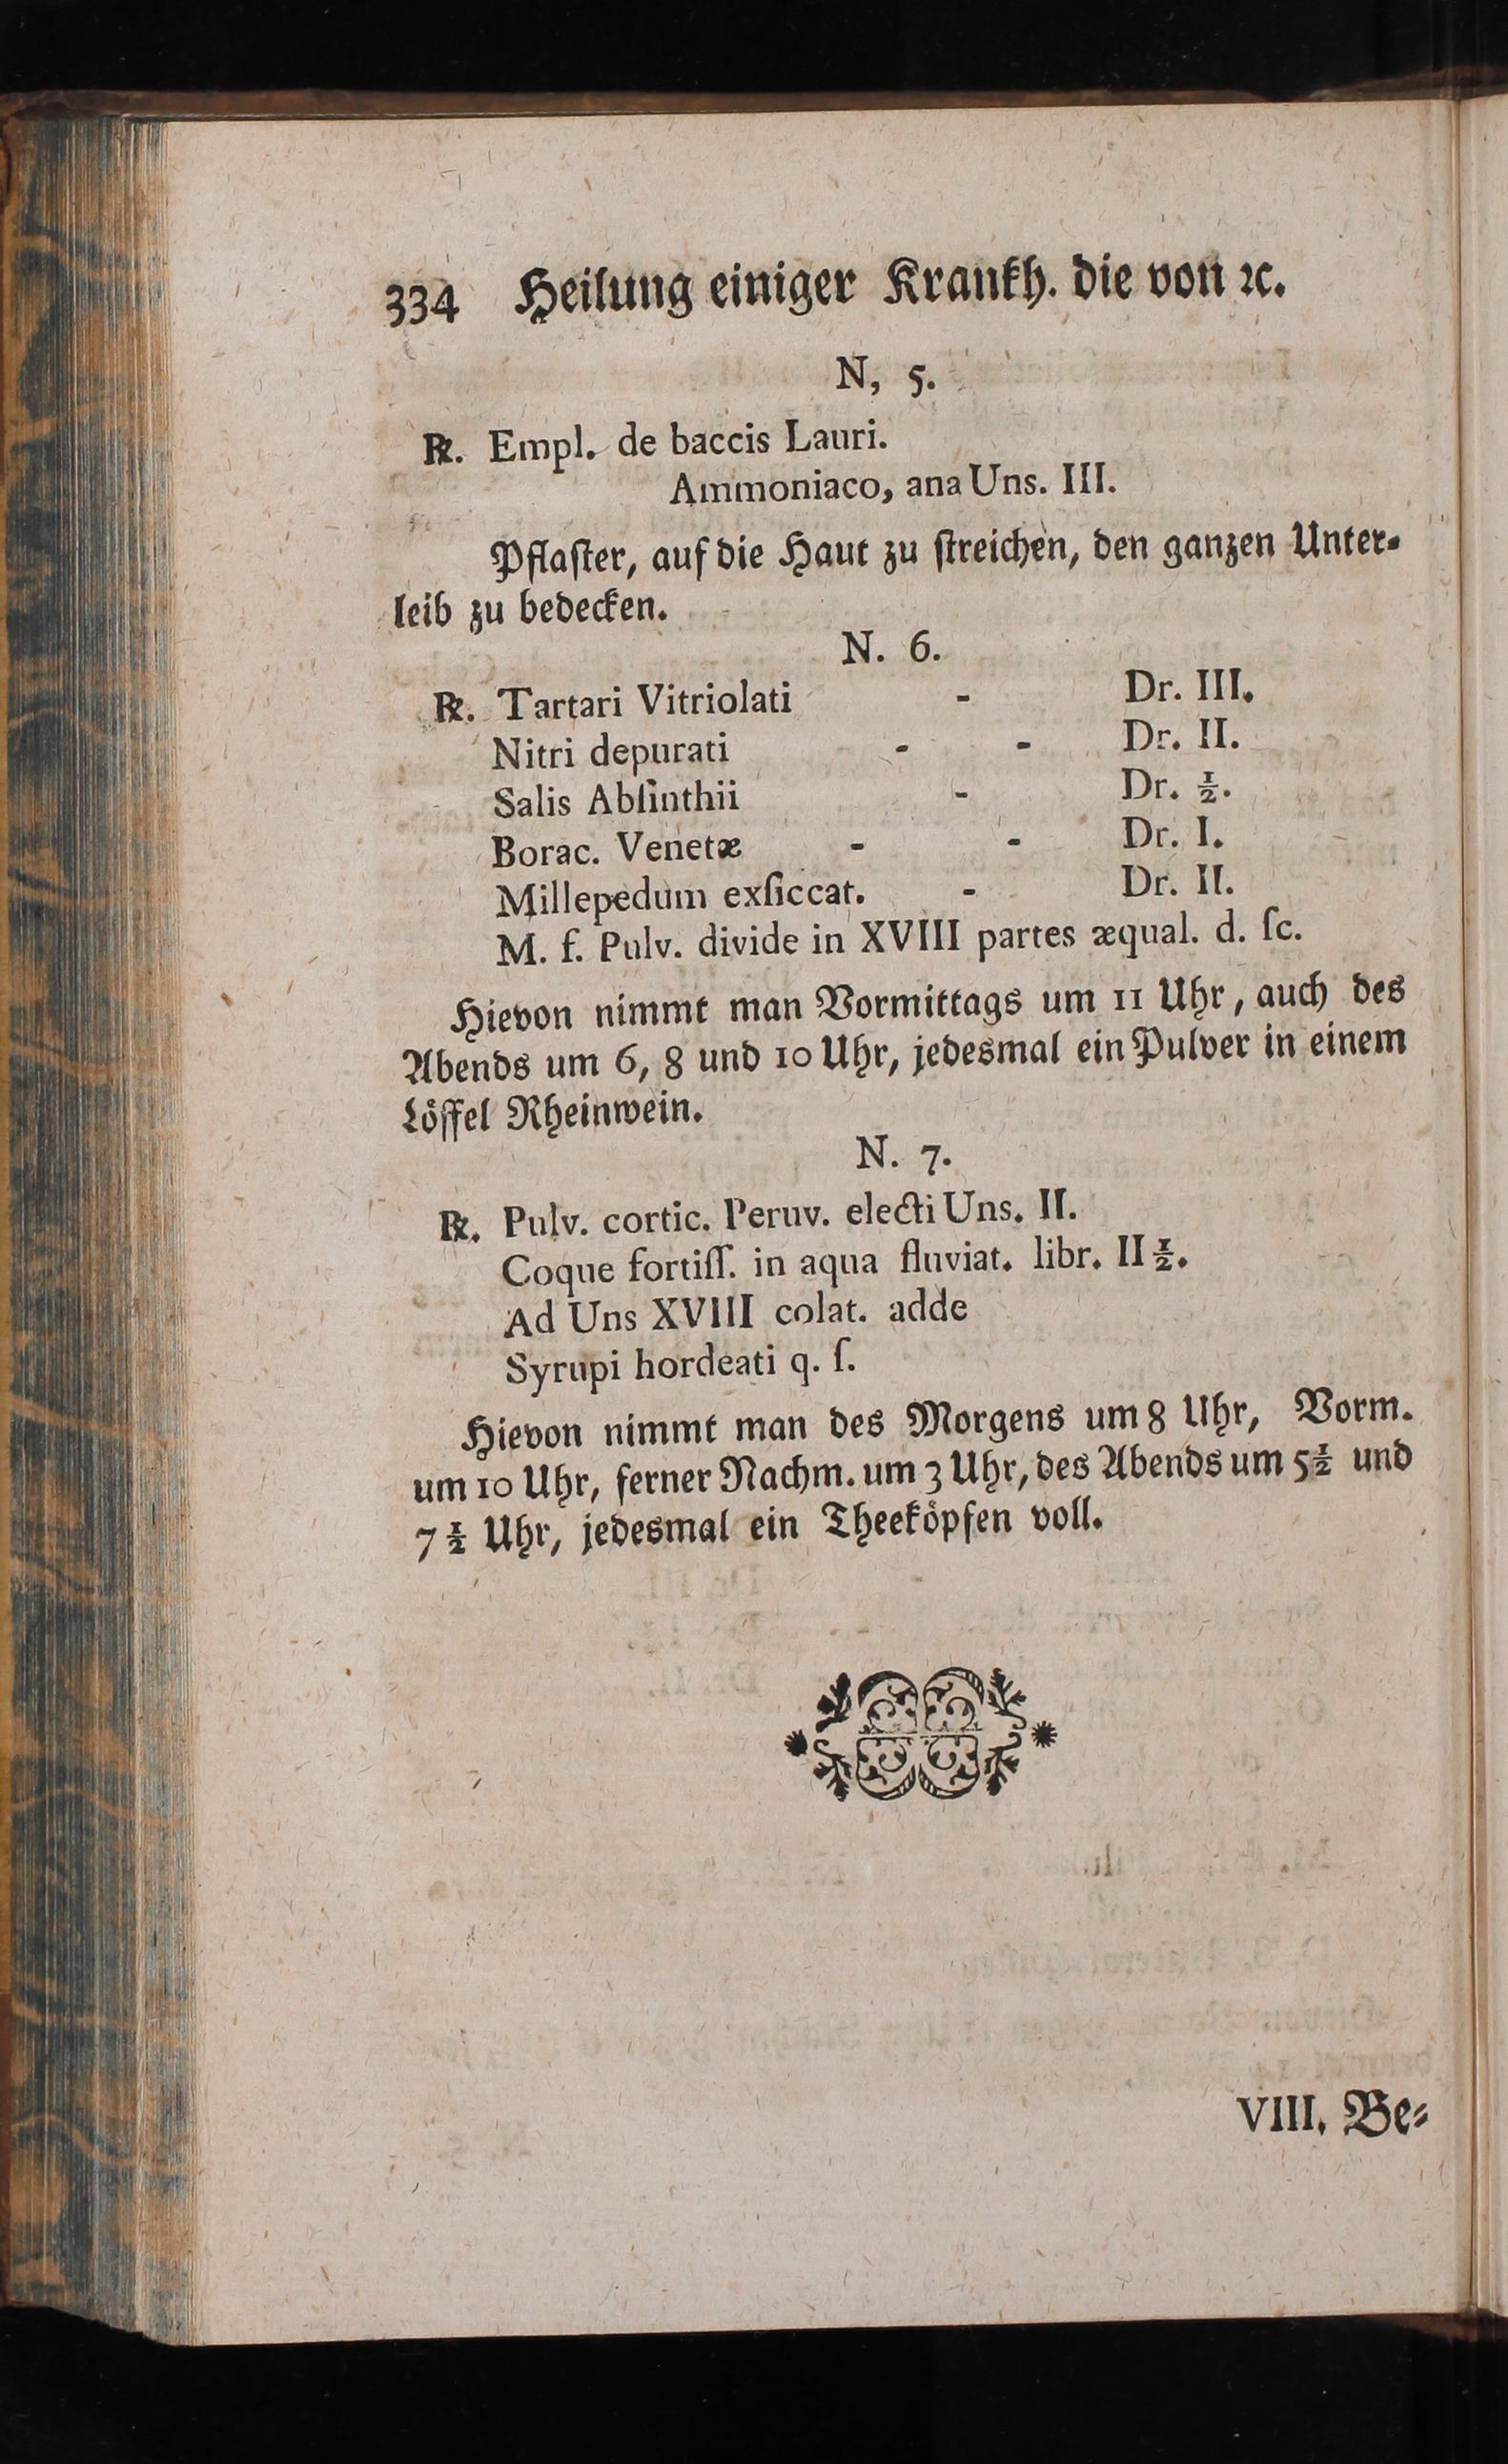 334 Heilung einiger Krankh. die von ꝛc.
N, 5.
℞. Empl. de baccis Lauri.
Ammoniaco, ana Uns. III.
Pflaſter, auf die Haut zu ſtreichen, den ganzen Unter-
leib zu bedecken.
N. 6.
℞. Tartari Vitriolati - Dr. III.
Nitri depurati - - Dr. II.
Salis Abſinthii - Dr. ½.
Borac. Venetæ - - Dr. I.
Millepedum exſiccat. - Dr. II.
M. f. Pulv. divide in XVIII partes æqual. d. ſc.
Hievon nimmt man Vormittags um 11 Uhr, auch des
Abends um 6, 8 und 10 Uhr, jedesmal ein Pulver in einem
Löffel Rheinwein.
N. 7.
℞. Pulv. cortic. Peruv. electi Uns. II.
Coque fortiſſ. in aqua fluviat. libr. II ½.
Ad Uns XVIII colat. adde
Syrupi hordeati q. ſ.
Hievon nimmt man des Morgens um 8 Uhr, Vorm.
um 10 Uhr, ferner Nachm. um 3 Uhr, des Abends um 5½ und
7½ Uhr, jedesmal ein Theeköpfen voll.
VIII. Be-